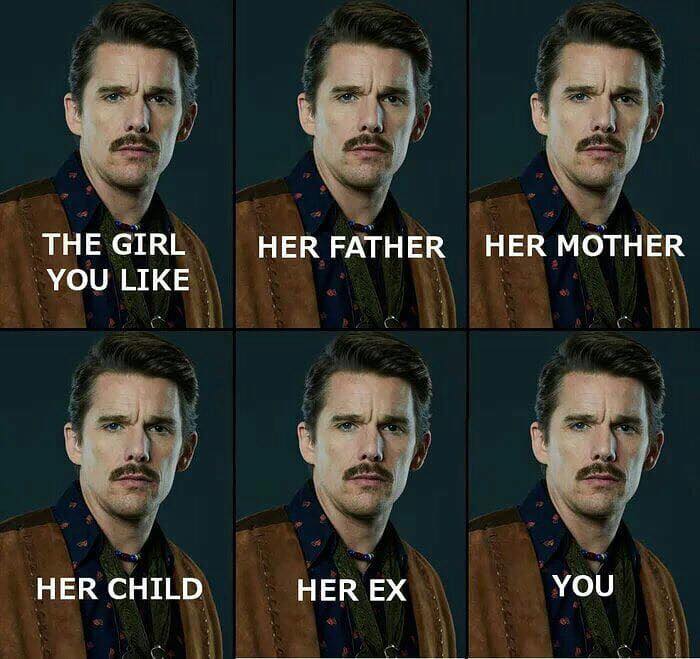 THE GIRL
YOU LIKE
HER FATHER
HER MOTHER
HER CHILD
HER EX
YOU